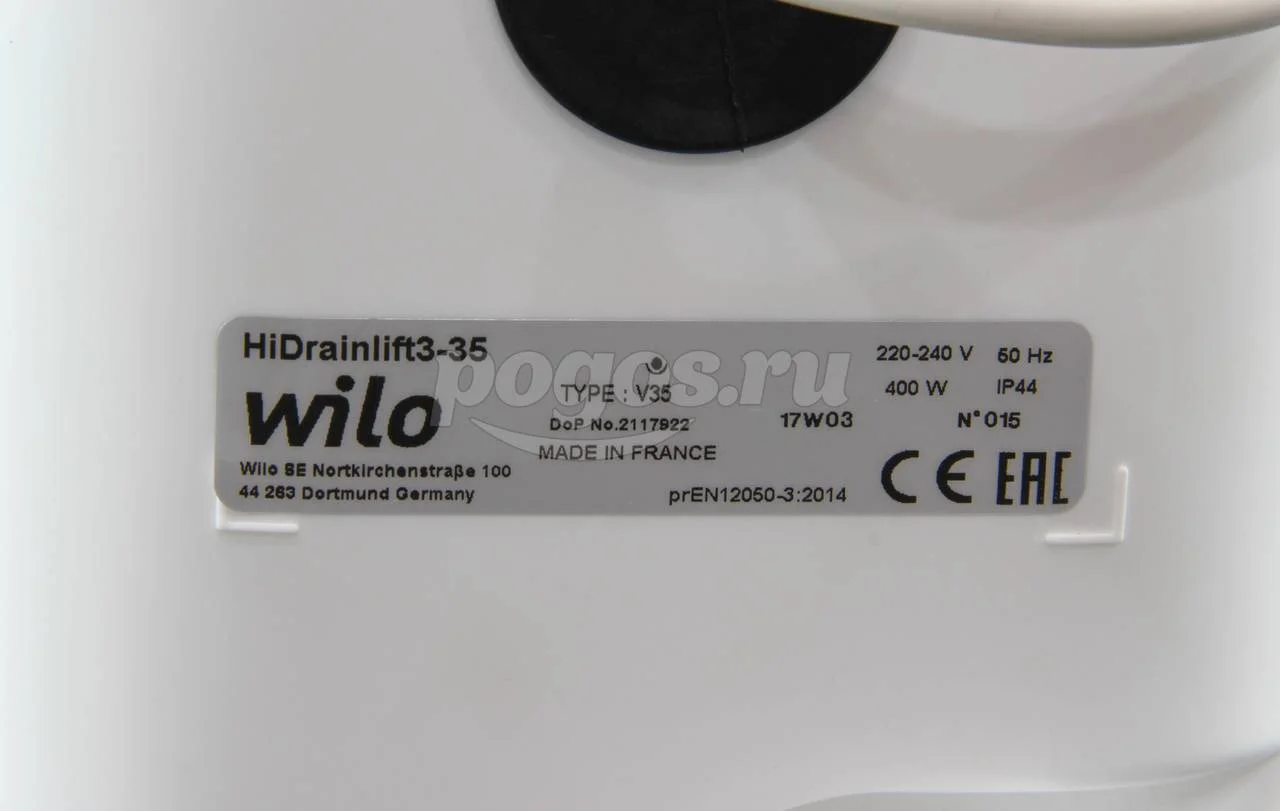 HiDrainlift3-35
wilo
Wilo SE Nortkirchenstraße 100
44 263 Dortmund Germany
TYPE : V35
DoP No.2117922
MADE IN FRANCE
220-240 V 50 Hz
400 W IP44
17W03 N°015
prEN12050-3:2014
CE EAC
pogcs.ru